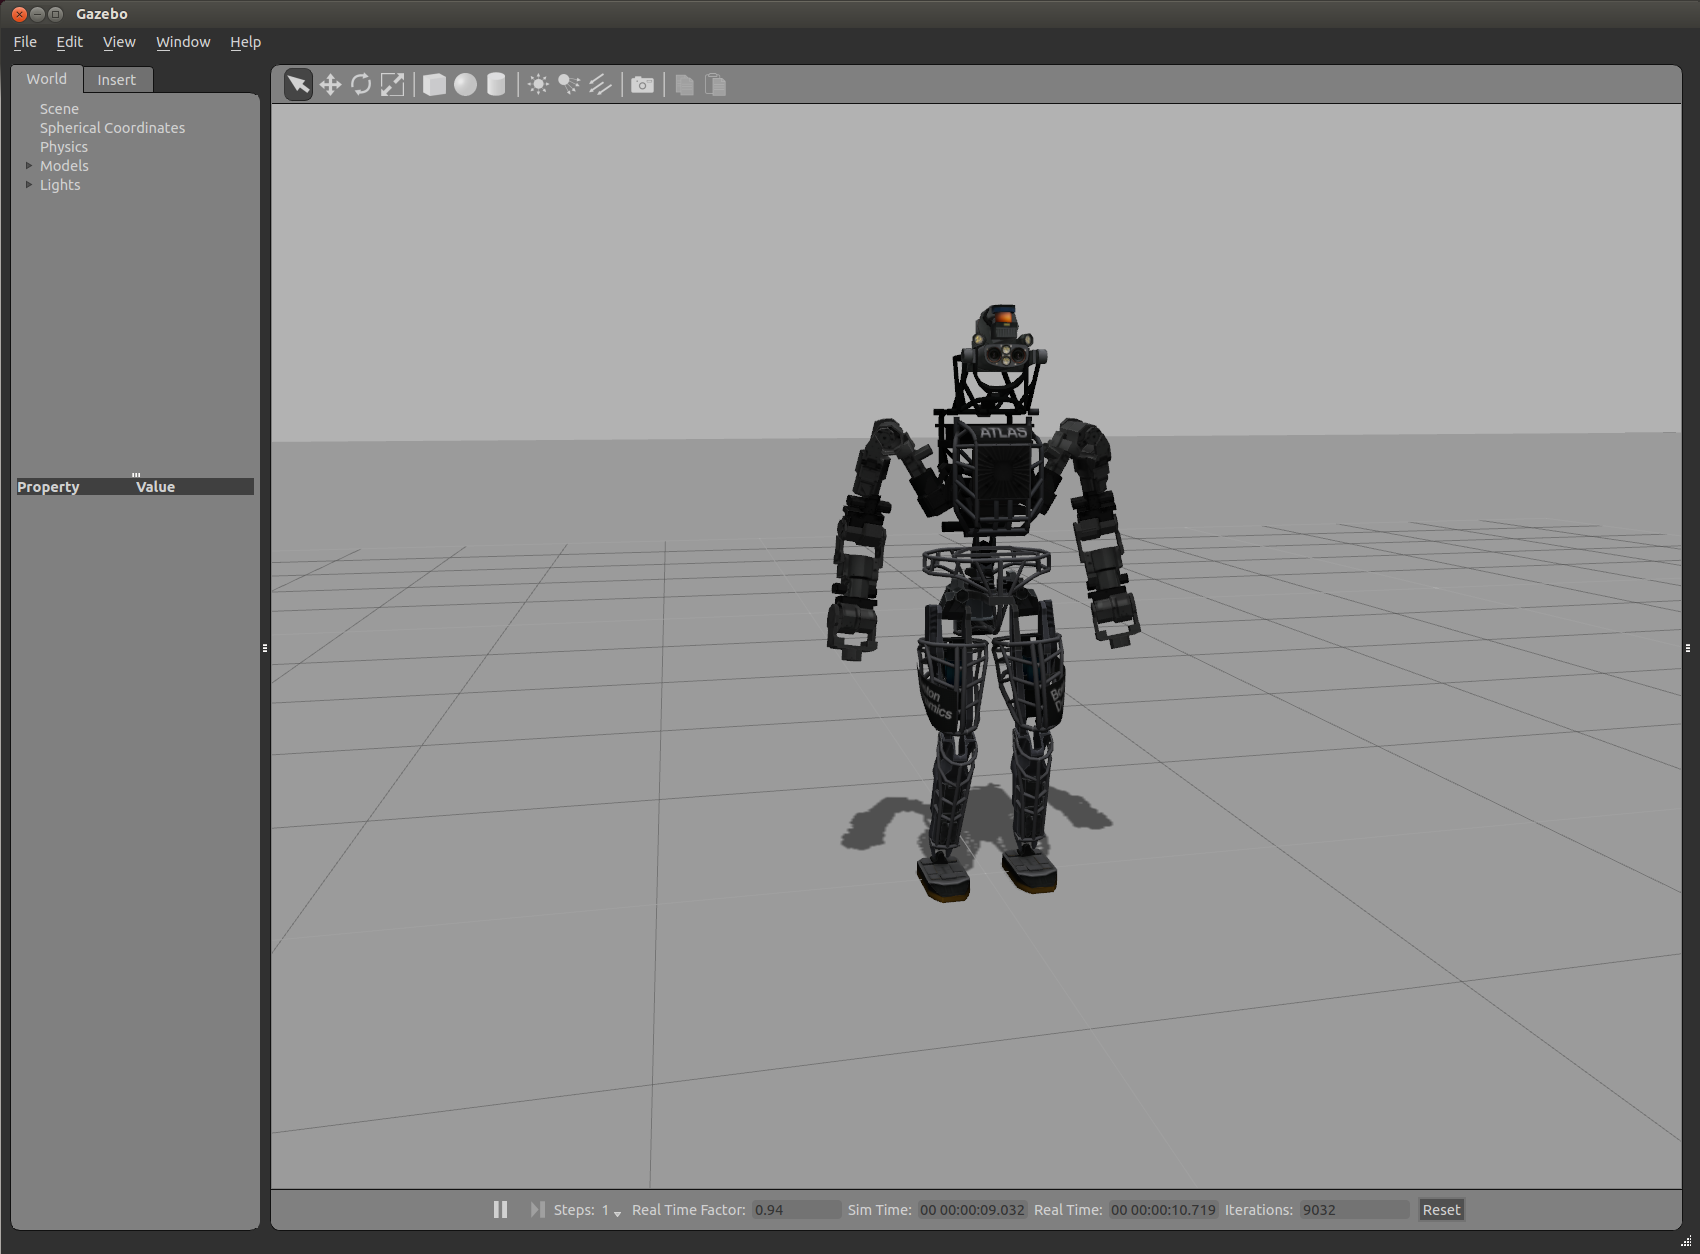 Gazebo
File Edit View Window Help
World Insert
Scene
Spherical Coordinates
Physics
Models
Lights
Property Value
ATLAS
Steps: 1 Real Time Factor: 0.94 Sim Time: 00 00:00:09.032 Real Time: 00 00:00:10.719 Iterations: 9032 Reset